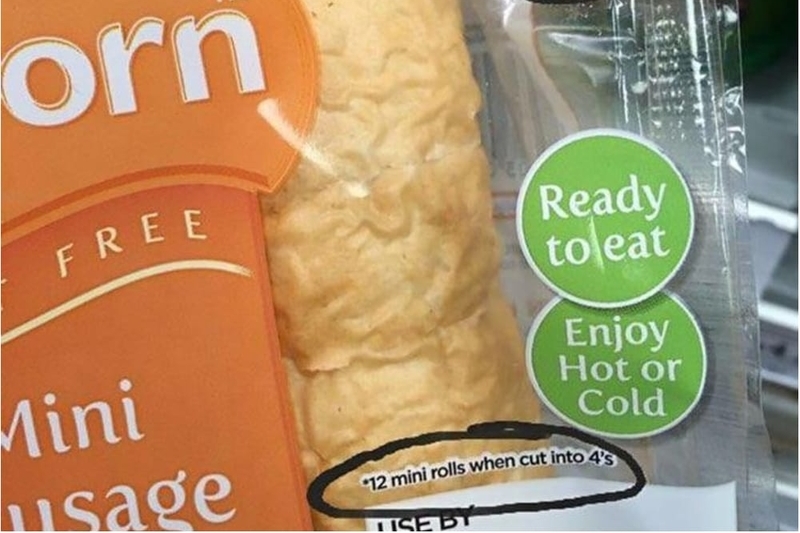 orn
FREE
Mini
usage
Ready
to eat
Enjoy
Hot or
Cold
*12 mini rolls when cut into 4's
USE BY